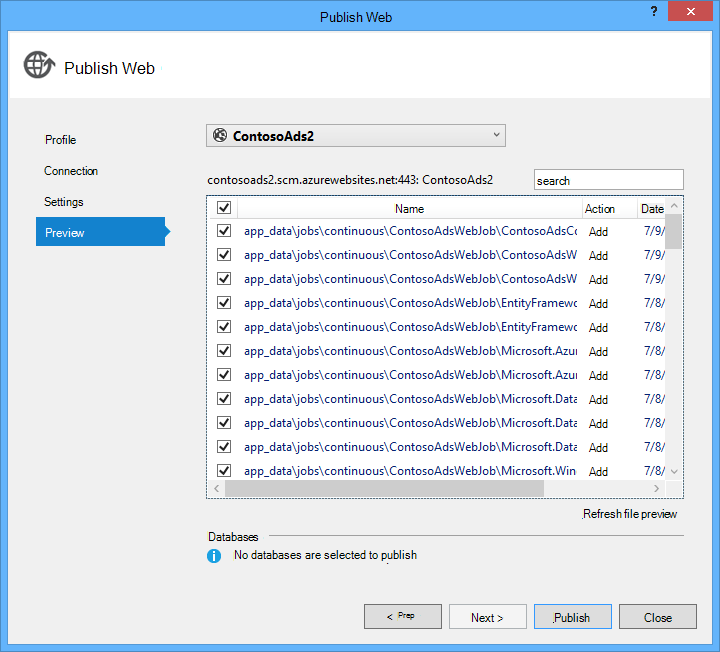 Publish Web
?
Publish Web
Profile
Connection
Settings
Preview
ContosoAds2
contosoads2.scm.azurewebsites.net:443: ContosoAds2
search
Name Action Date
app_data\jobs\continuous\ContosoAdsWebJob\ContosoAdsCo Add 7/9/
app_data\jobs\continuous\ContosoAdsWebJob\ContosoAdsW Add 7/9/
app_data\jobs\continuous\ContosoAdsWebJob\ContosoAdsW Add 7/9/
app_data\jobs\continuous\ContosoAdsWebJob\EntityFramewo Add 7/8/
app_data\jobs\continuous\ContosoAdsWebJob\EntityFramewo Add 7/8/
app_data\jobs\continuous\ContosoAdsWebJob\Microsoft.Azur Add 7/8/
app_data\jobs\continuous\ContosoAdsWebJob\Microsoft.Azur Add 7/8/
app_data\jobs\continuous\ContosoAdsWebJob\Microsoft.Data Add 7/8/
app_data\jobs\continuous\ContosoAdsWebJob\Microsoft.Data Add 7/8/
app_data\jobs\continuous\ContosoAdsWebJob\Microsoft.Data Add 7/8/
app_data\jobs\continuous\ContosoAdsWebJob\Microsoft.Win Add 7/8/
Refresh file preview
Databases
No databases are selected to publish
< Prep
Next >
Publish
Close